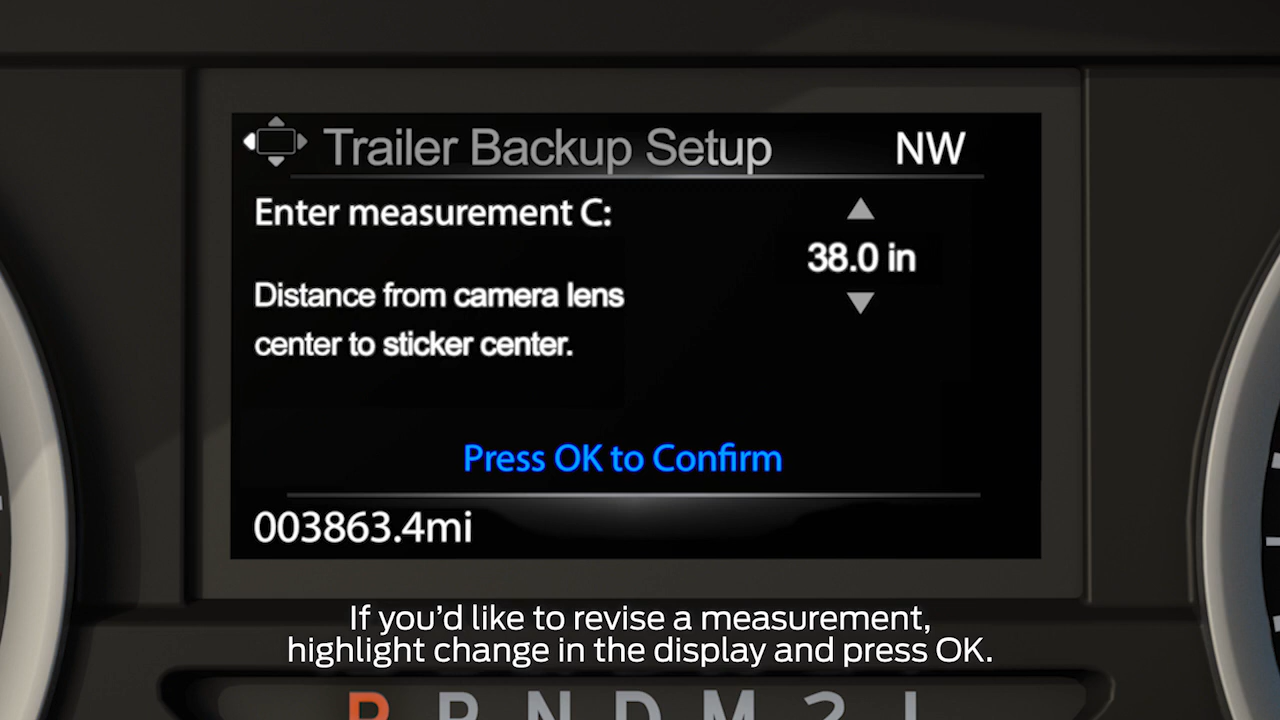 Trailer Backup Setup NW
Enter measurement C:
38.0 in
Distance from camera lens
center to sticker center.
Press OK to Confirm
003863.4mi
If you'd like to revise a measurement,
highlight change in the display and press OK.
P R N D M 2 L